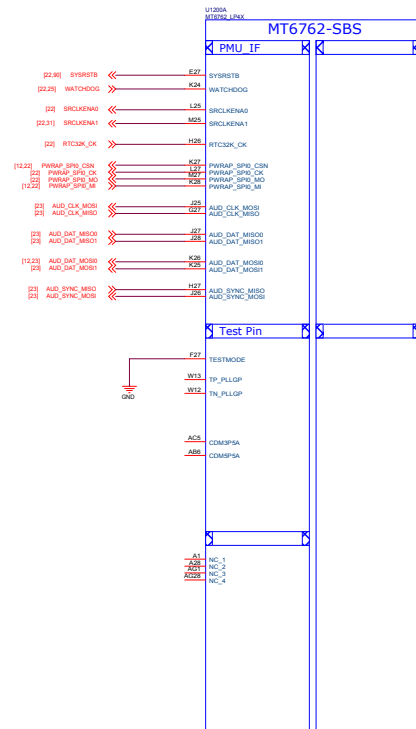 U1200A
MT6762_LP4X
MT6762-SBS
PMU_IF
[22,90] SYSRSTB E27 SYSRSTB
[22,25] WATCHDOG K24 WATCHDOG
[22] SRCLKENA0 L25 SRCLKENA0
[22,31] SRCLKENA1 M25 SRCLKENA1
[22] RTC32K_CK H26 RTC32K_CK
[12,22] PWRAP_SPI0_CSN K27 PWRAP_SPI0_CSN
[22] PWRAP_SPI0_CK L27 PWRAP_SPI0_CK
[22] PWRAP_SPI0_MO M27 PWRAP_SPI0_MO
[12,22] PWRAP_SPI0_MI K28 PWRAP_SPI0_MI
[23] AUD_CLK_MOSI J25 AUD_CLK_MOSI
[23] AUD_CLK_MISO G27 AUD_CLK_MISO
[23] AUD_DAT_MISO0 J27 AUD_DAT_MISO0
[23] AUD_DAT_MISO1 J28 AUD_DAT_MISO1
[12,23] AUD_DAT_MOSI0 K26 AUD_DAT_MOSI0
[23] AUD_DAT_MOSI1 K25 AUD_DAT_MOSI1
[23] AUD_SYNC_MISO H27 AUD_SYNC_MISO
[23] AUD_SYNC_MOSI J26 AUD_SYNC_MOSI
Test Pin
F27 TESTMODE
GND
W13 TP_PLLGP
W12 TN_PLLGP
AC5 CDM3P5A
AB6 CDM5P5A
A1 NC_1
A28 NC_2
AG1 NC_3
AG28 NC_4